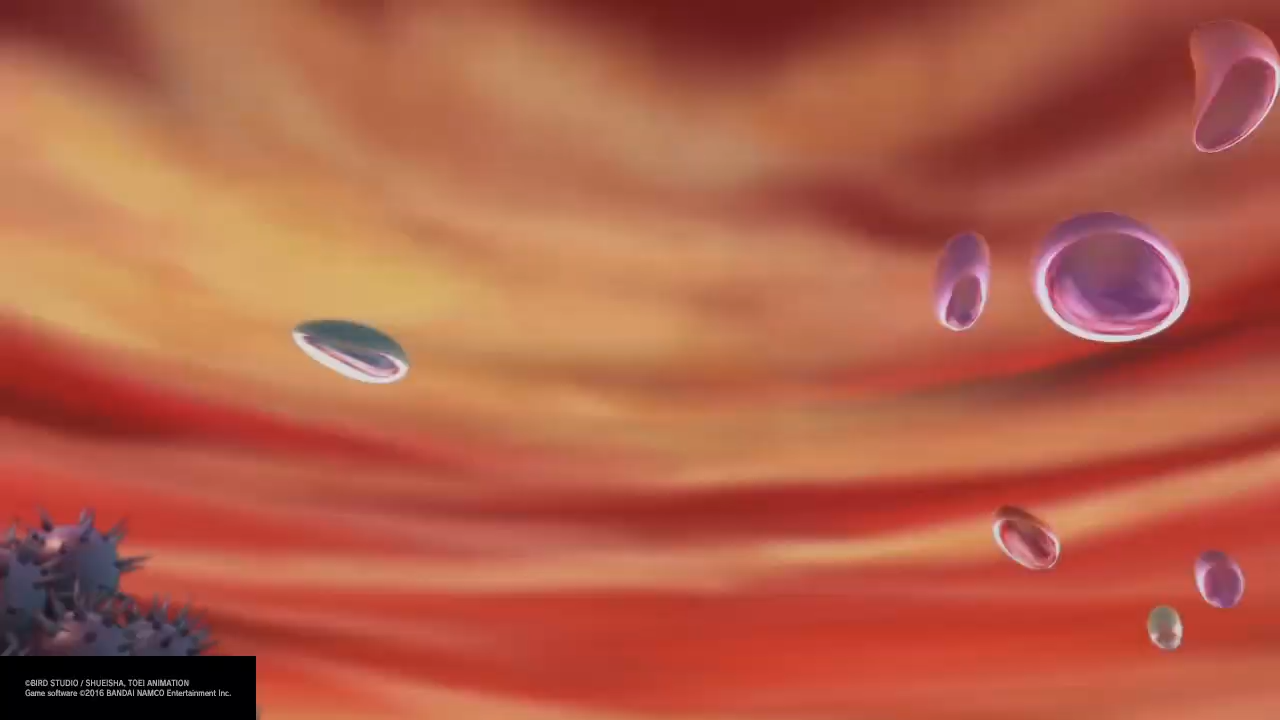 ©BIRD STUDIO / SHUEISHA, TOEI ANIMATION
Game software ©2016 BANDAI NAMCO Entertainment Inc.